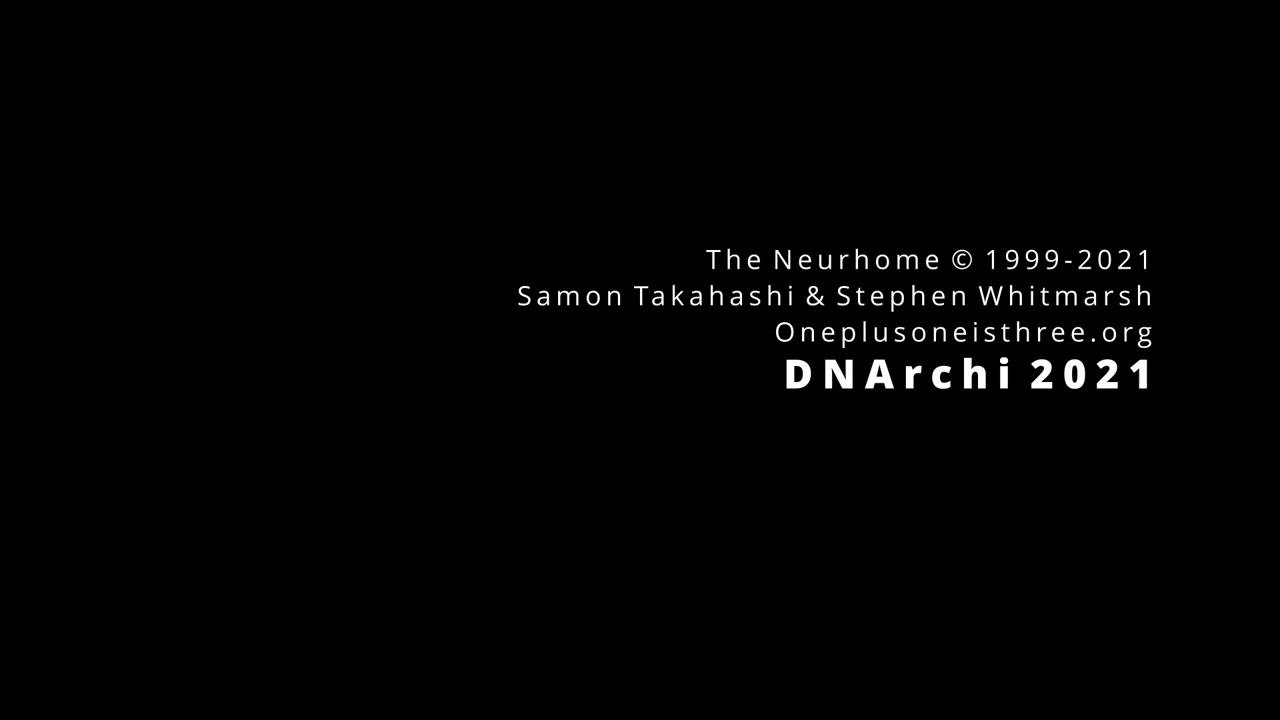 The Neurhome © 1999-2021
Samon Takahashi & Stephen Whitmarsh
Oneplusoneisthree.org
DNArchi 2021